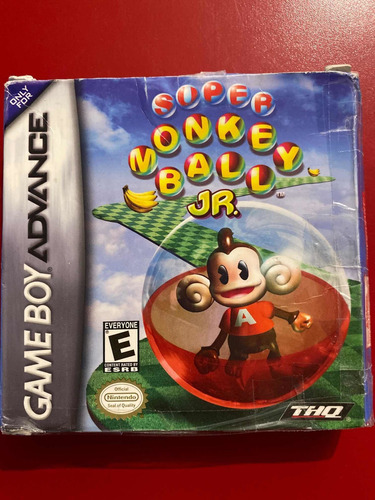 ONLY
FOR
GAME BOY ADVANCE
SUPER
MONKEY
BALL
JR.
TM
A
EVERYONE
E
CONTENT RATED BY
ESRB
Official
Nintendo
Seal of Quality
THQ